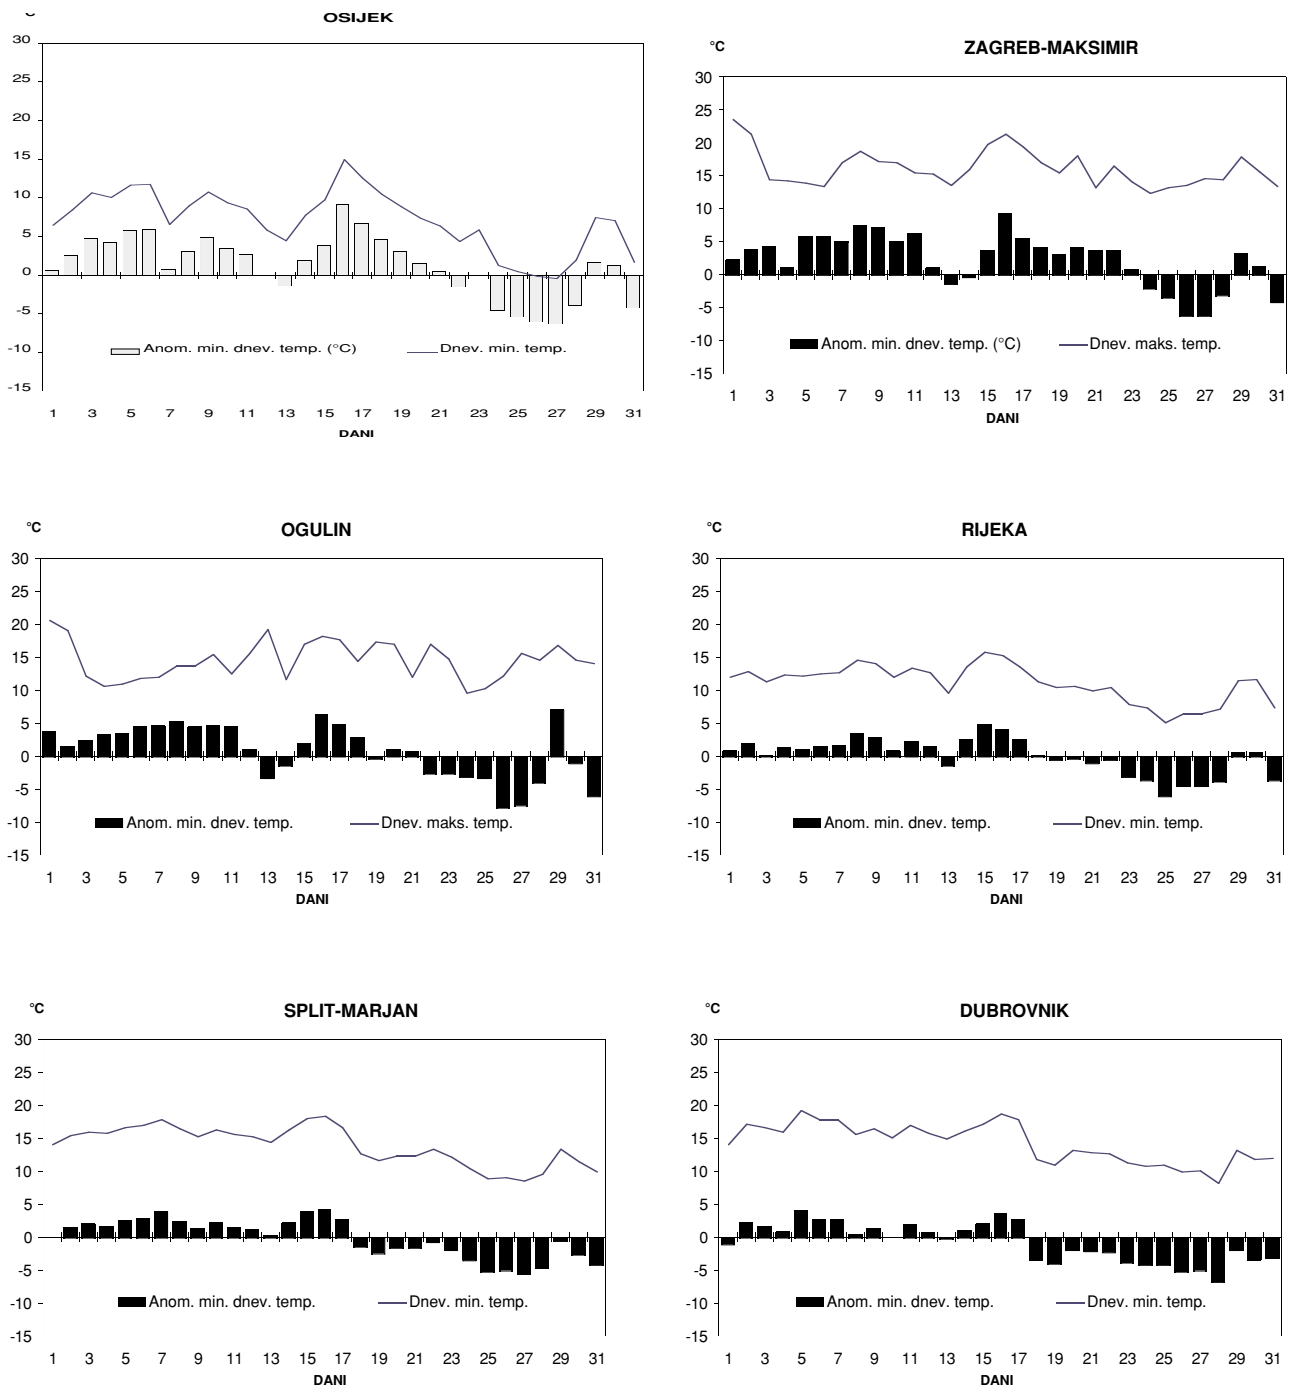 OSIJEK
30
25
20
15
10
5
0
-5
-10
-15
Anom. min. dnev. temp. (°C)
Dnev. min. temp.
1 3 5 7 9 11 13 15 17 19 21 23 25 27 29 31
DANI
°C
ZAGREB-MAKSIMIR
30
25
20
15
10
5
0
-5
-10
-15
Anom. min. dnev. temp. (°C)
Dnev. maks. temp.
1 3 5 7 9 11 13 15 17 19 21 23 25 27 29 31
DANI
°C
OGULIN
30
25
20
15
10
5
0
-5
-10
-15
Anom. min. dnev. temp.
Dnev. maks. temp.
1 3 5 7 9 11 13 15 17 19 21 23 25 27 29 31
DANI
°C
RIJEKA
30
25
20
15
10
5
0
-5
-10
-15
Anom. min. dnev. temp.
Dnev. min. temp.
1 3 5 7 9 11 13 15 17 19 21 23 25 27 29 31
DANI
°C
SPLIT-MARJAN
30
25
20
15
10
5
0
-5
-10
-15
Anom. min. dnev. temp.
Dnev. min. temp.
1 3 5 7 9 11 13 15 17 19 21 23 25 27 29 31
DANI
°C
DUBROVNIK
30
25
20
15
10
5
0
-5
-10
-15
Anom. min. dnev. temp.
Dnev. min. temp.
1 3 5 7 9 11 13 15 17 19 21 23 25 27 29 31
DANI